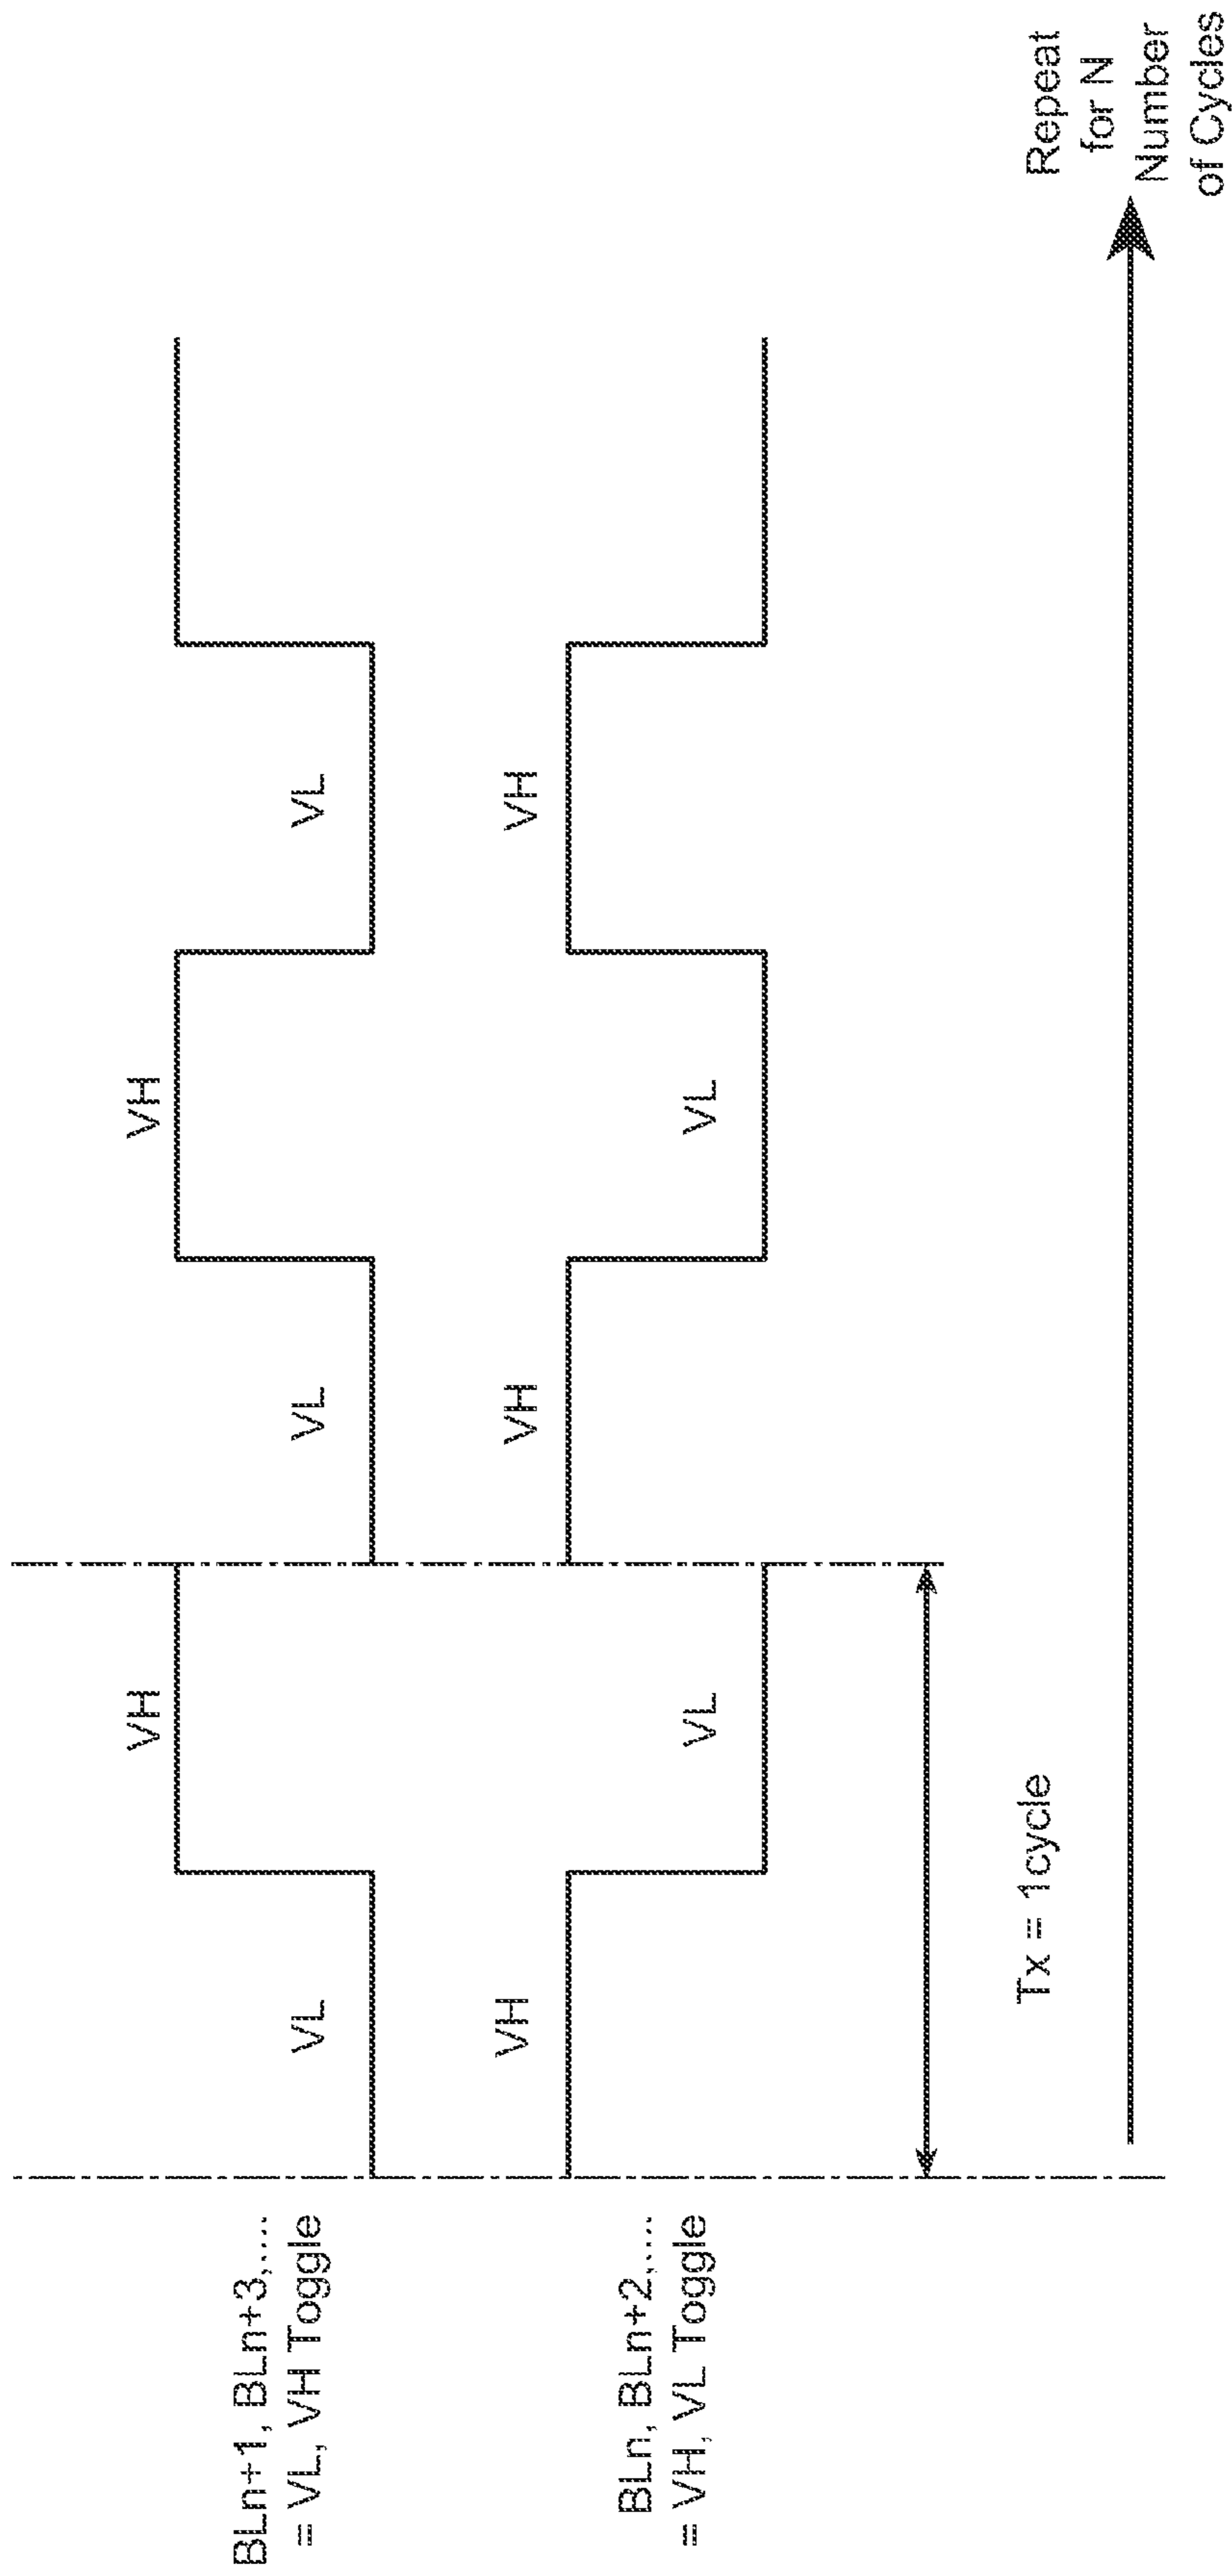 BLn+1, BLn+3,....
= VL, VH Toggle
VL
VH
VL
VH
VL
BLn, BLn+2,....
= VH, VL Toggle
VH
VL
VH
VL
VH
Tx = 1cycle
Repeat
for N
Number
of Cycles